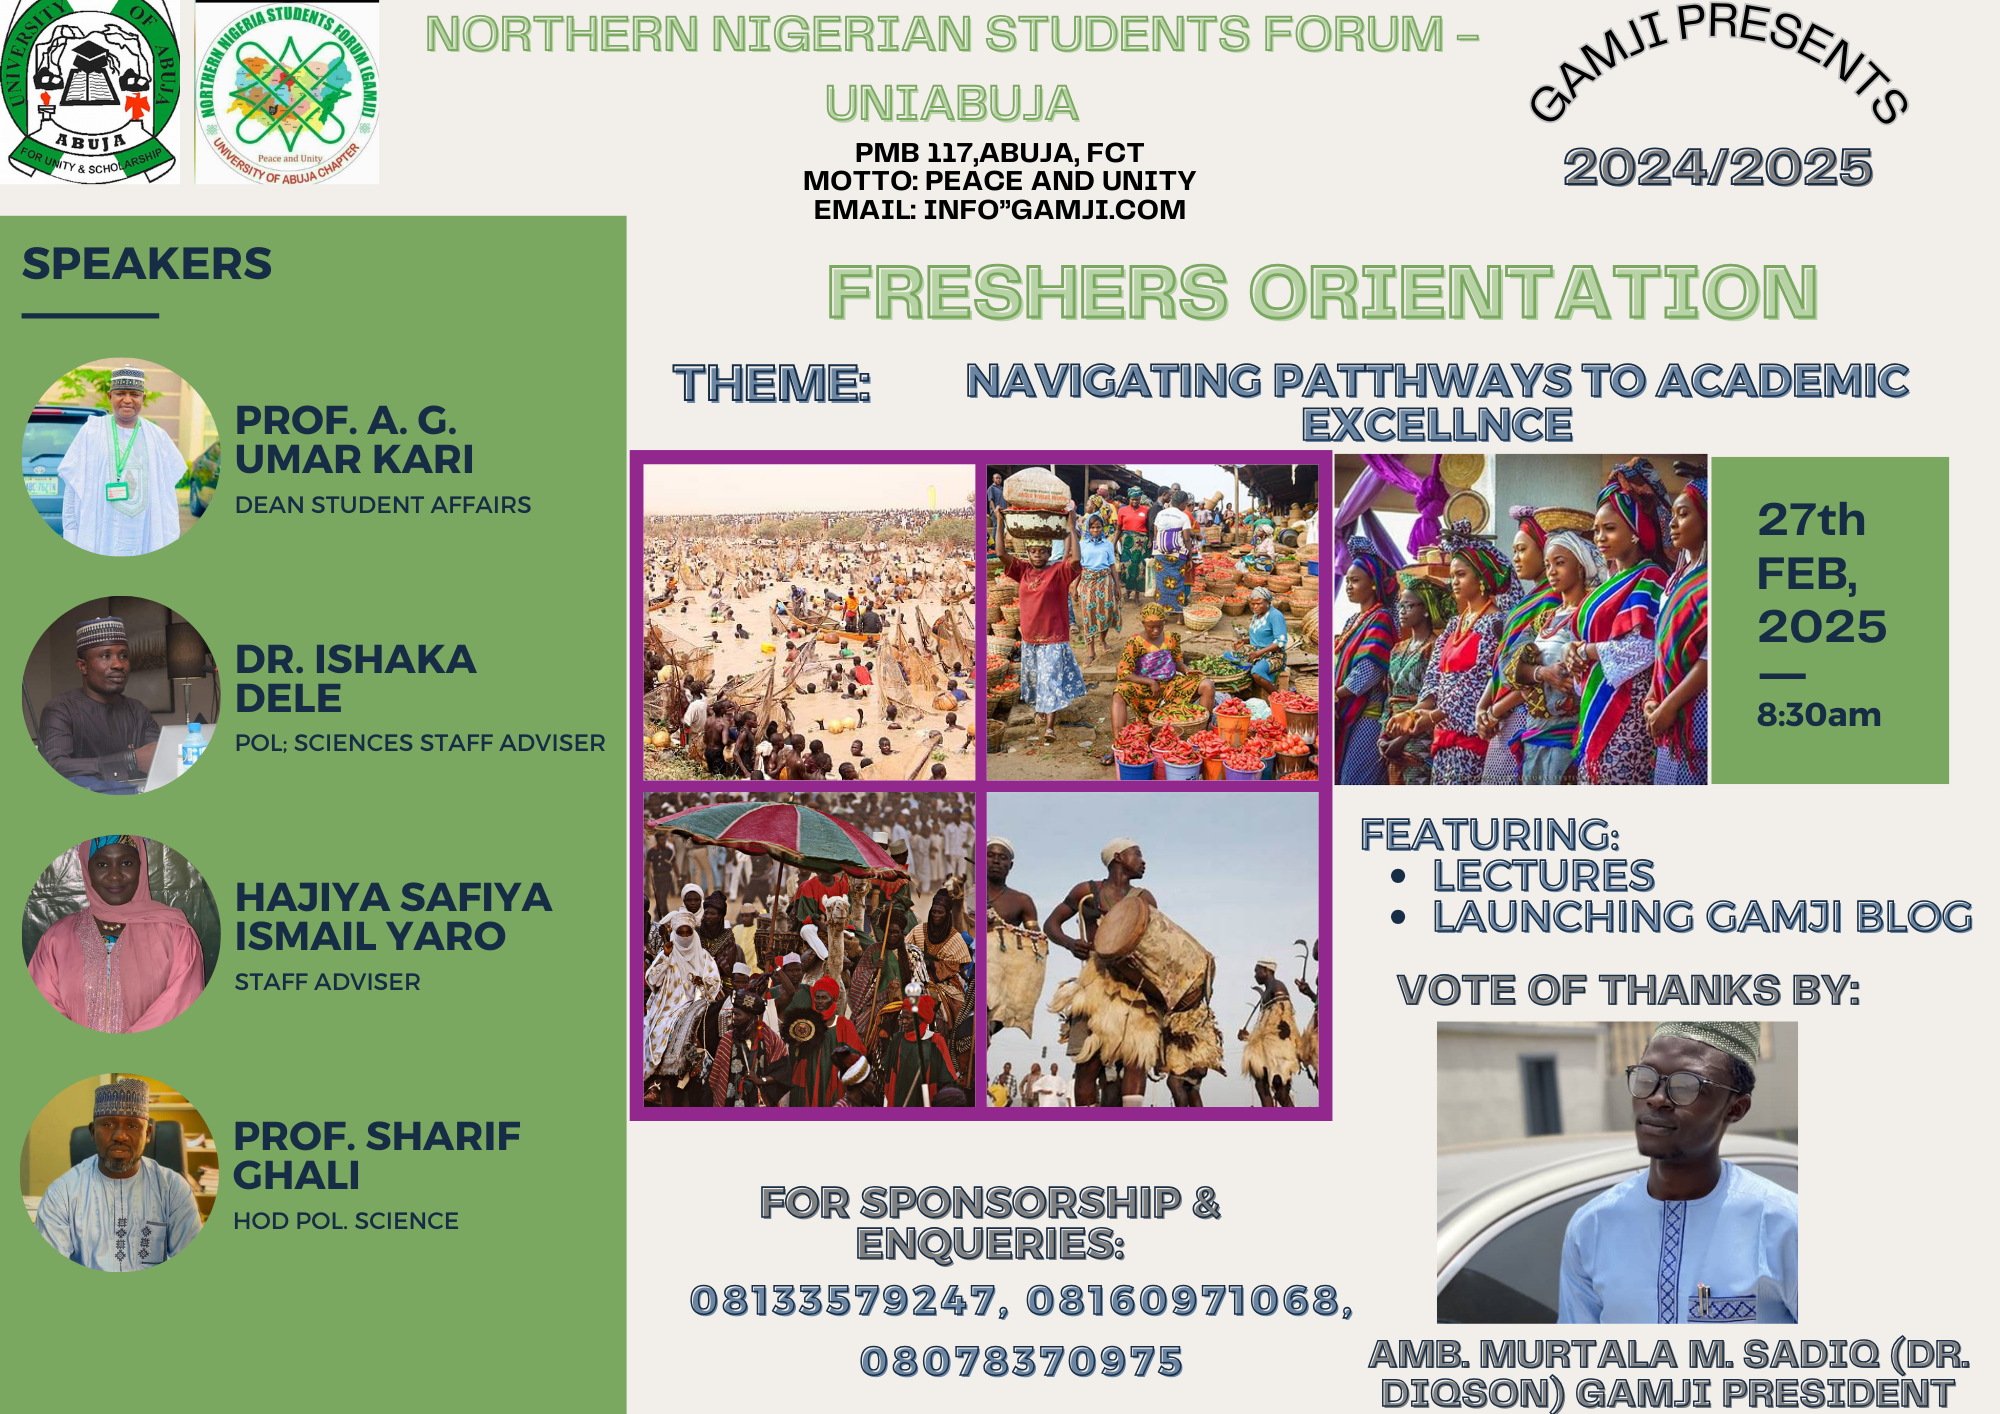 UNIVERSITY OF ABUJA
ABUJA
FOR UNITY & SCHOLARSHIP
NORTHERN NIGERIA STUDENTS FORUM (GAMJI)
Peace and Unity
UNIVERSITY OF ABUJA CHAPTER
NORTHERN NIGERIAN STUDENTS FORUM –
UNIABUJA
PMB 117,ABUJA, FCT
MOTTO: PEACE AND UNITY
EMAIL: INFO”GAMJI.COM
GAMJI PRESENTS
2024/2025
SPEAKERS
PROF. A. G.
UMAR KARI
DEAN STUDENT AFFAIRS
DR. ISHAKA
DELE
POL; SCIENCES STAFF ADVISER
HAJIYA SAFIYA
ISMAIL YARO
STAFF ADVISER
PROF. SHARIF
GHALI
HOD POL. SCIENCE
FRESHERS ORIENTATION
THEME:
NAVIGATING PATTHWAYS TO ACADEMIC
EXCELLNCE
27th
FEB,
2025
8:30am
FEATURING:
• LECTURES
• LAUNCHING GAMJI BLOG
VOTE OF THANKS BY:
AMB. MURTALA M. SADIQ (DR.
DIQSON) GAMJI PRESIDENT
FOR SPONSORSHIP &
ENQUERIES:
08133579247, 08160971068,
08078370975